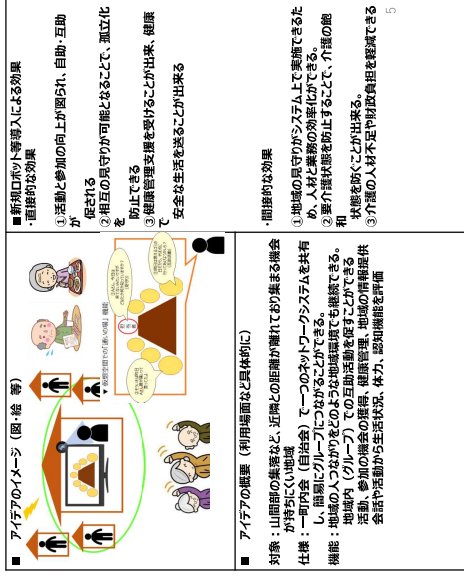 ■ アイデアのイメージ（図・絵 等）
▼仮想空間での「通いの場」機能
■ アイデアの概要（利用場面など具体的に）
対象：山間部の集落など、近隣との距離が離れており集まる機会
が持ちにくい地域
仕様：一町内会（自治会）で一つのネットワークシステムを共有
し、簡易にグループにつながることができる。
機能：地域の人つながりをどのような地域環境でも継続できる。
地域内（グループ）での互助活動を促すことができる
活動、参加の機会の獲得、健康管理、地域の情報提供
会話や活動から生活状況、体力、認知機能を評価
■新規ロボット等導入による効果
・直接的な効果
①活動と参加の向上が図られ、自助・互助
が
促される
②相互の見守りが可能となることで、孤立化
を
防止できる
③健康管理支援を受けることが出来、健康
で
安全な生活を送ることが出来る
・間接的な効果
①地域の見守りがシステム上で実施できるた
め、人材と業務の効率化ができる。
②要介護状態を防止することで、介護の飽
和
状態を防ぐことが出来る。
③介護の人材不足や財政負担を軽減できる
5